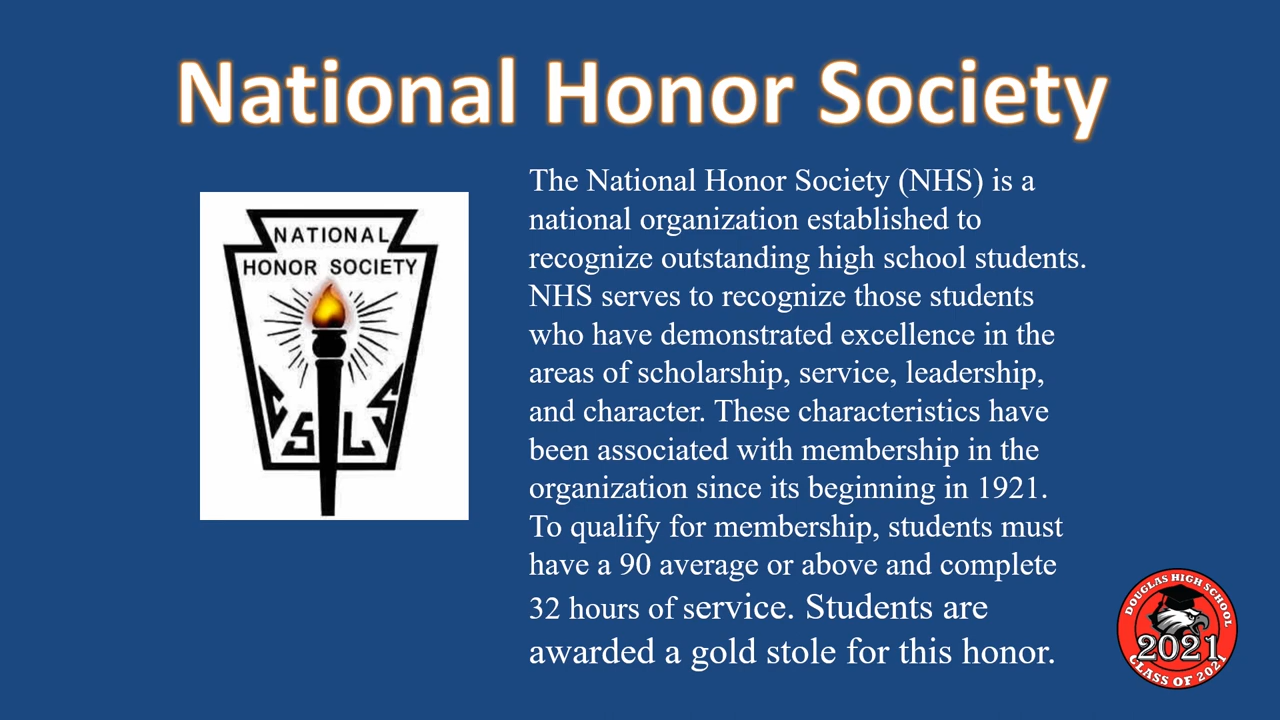 National Honor Society
NATIONAL
HONOR SOCIETY
C S L S
The National Honor Society (NHS) is a
national organization established to
recognize outstanding high school students.
NHS serves to recognize those students
who have demonstrated excellence in the
areas of scholarship, service, leadership,
and character. These characteristics have
been associated with membership in the
organization since its beginning in 1921.
To qualify for membership, students must
have a 90 average or above and complete
32 hours of service. Students are
awarded a gold stole for this honor.
DOUGLAS HIGH SCHOOL
2021
CLASS OF 2021